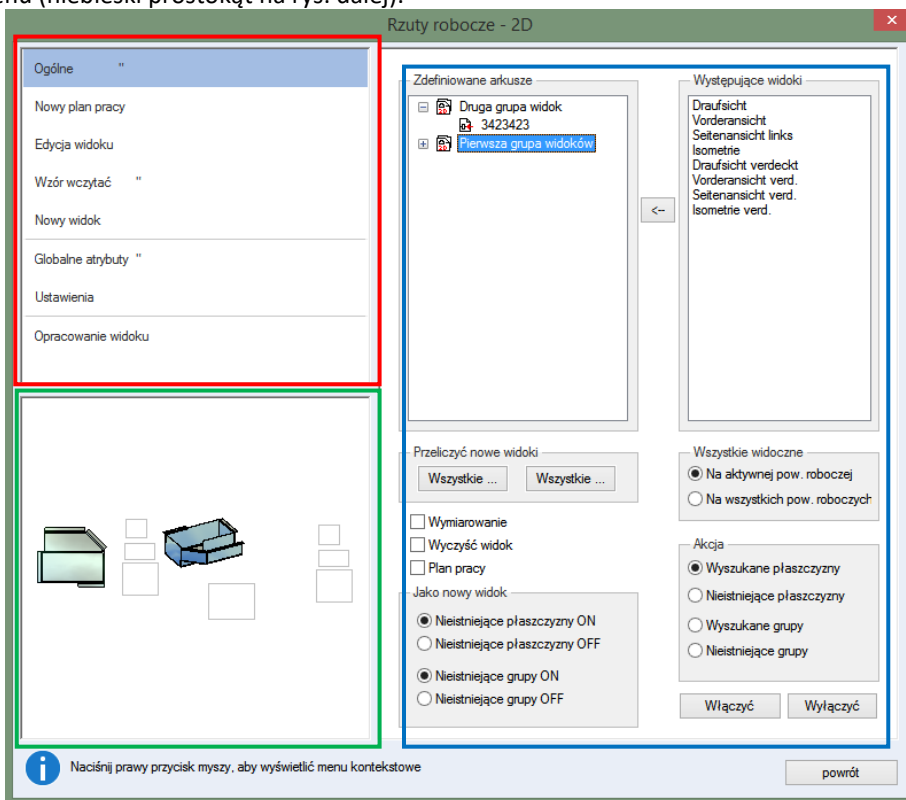 (niebieski prostokąt na rys. dalej).
Rzuty robocze - 2D
Ogólne "
Nowy plan pracy
Edycja widoku
Wzór wczytać "
Nowy widok
Globalne atrybuty "
Ustawienia
Opracowanie widoku
Zdefiniowane arkusze
Druga grupa widok
3423423
Pierwsza grupa widoków
<--
Występujące widoki
Draufsicht
Vorderansicht
Seitenansicht links
Isometrie
Draufsicht verdeckt
Vorderansicht verd.
Seitenansicht verd.
Isometrie verd.
Przeliczyć nowe widoki
Wszystkie ... Wszystkie ...
Wymiarowanie
Wyczyść widok
Plan pracy
Jako nowy widok
Nieistniejące płaszczyzny ON
Nieistniejące płaszczyzny OFF
Nieistniejące grupy ON
Nieistniejące grupy OFF
Wszystkie widoczne
Na aktywnej pow. roboczej
Na wszystkich pow. roboczych
Akcja
Wyszukane płaszczyzny
Nieistniejące płaszczyzny
Wyszukane grupy
Nieistniejące grupy
Włączyć Wyłączyć
Naciśnij prawy przycisk myszy, aby wyświetlić menu kontekstowe
powrót